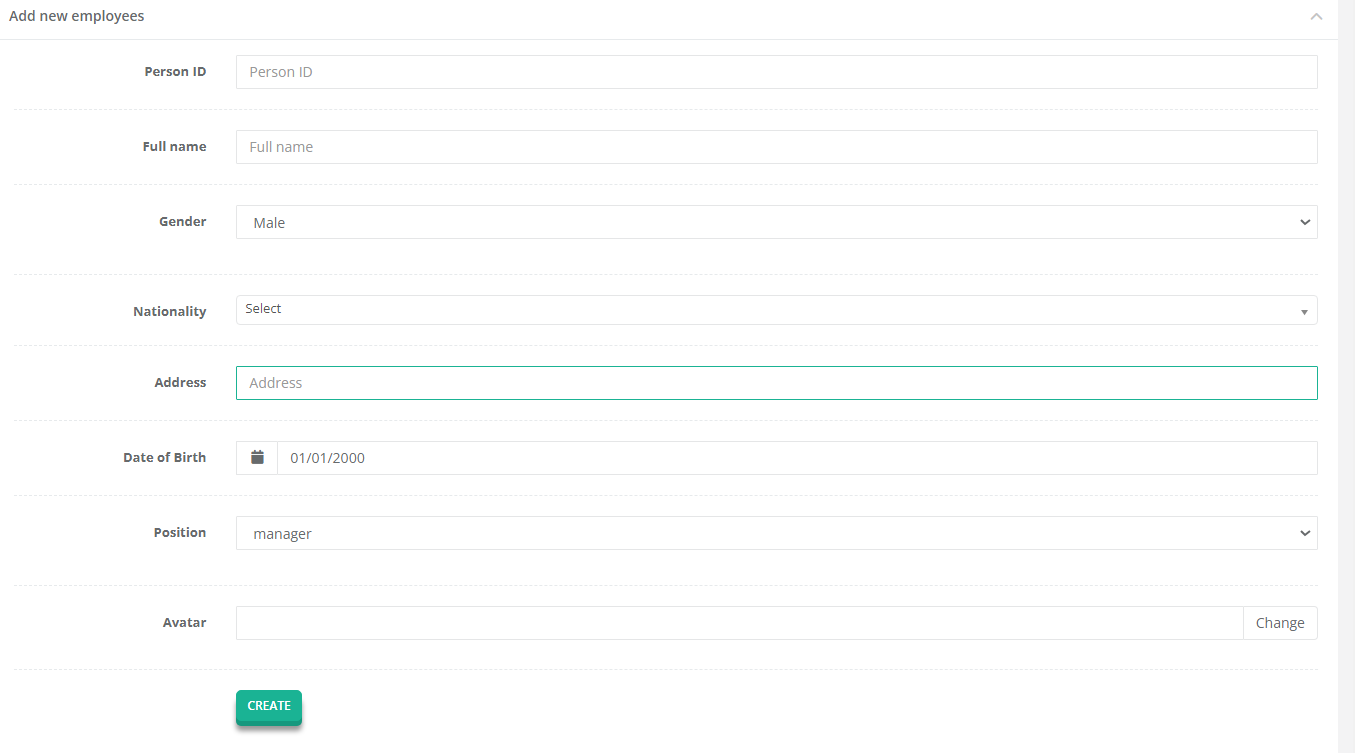 Add new employees
Person ID Person ID
Full name Full name
Gender Male
Nationality Select
Address Address
Date of Birth 01/01/2000
Position manager
Avatar Change
CREATE